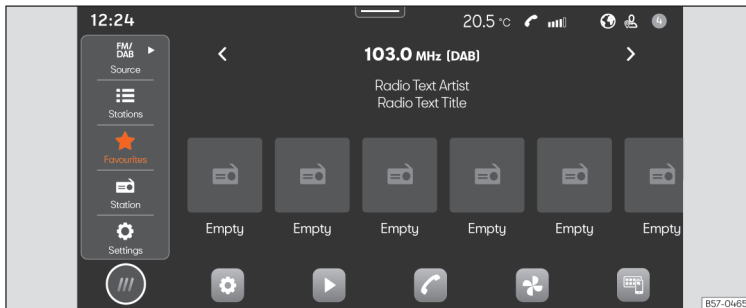 12:24
20.5 °C
4
FM/
DAB
Source
Stations
Favourites
Station
Settings
103.0 MHz (DAB)
Radio Text Artist
Radio Text Title
Empty Empty Empty Empty Empty Empty
B57-0465